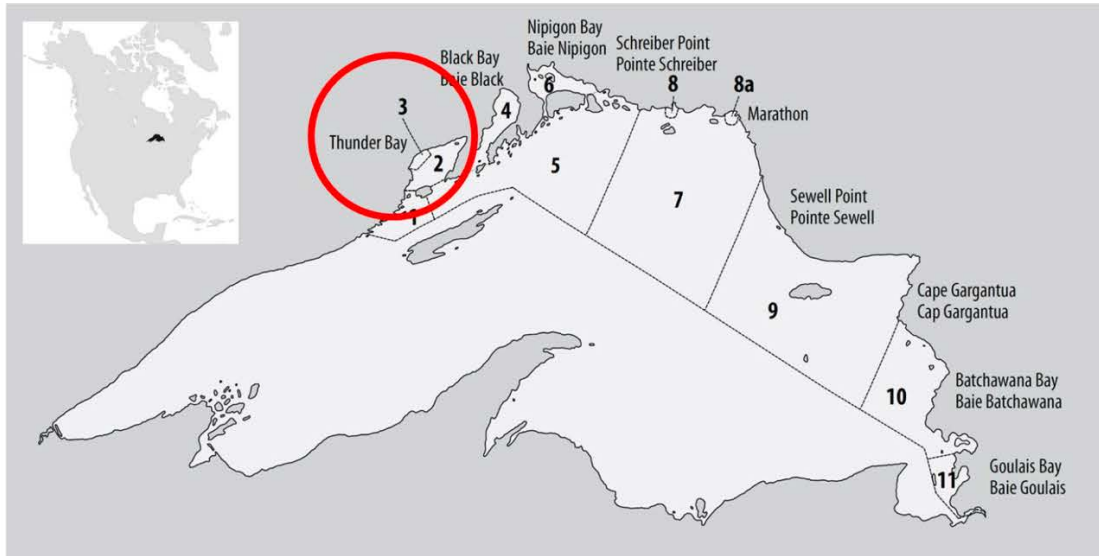 Nipigon Bay
Baie Nipigon
Schreiber Point
Pointe Schreiber
Black Bay
Baie Black
6
8
8a
Marathon
3
4
Thunder Bay
2
5
7
1
Sewell Point
Pointe Sewell
9
Cape Gargantua
Cap Gargantua
10
Batchawana Bay
Baie Batchawana
11
Goulais Bay
Baie Goulais